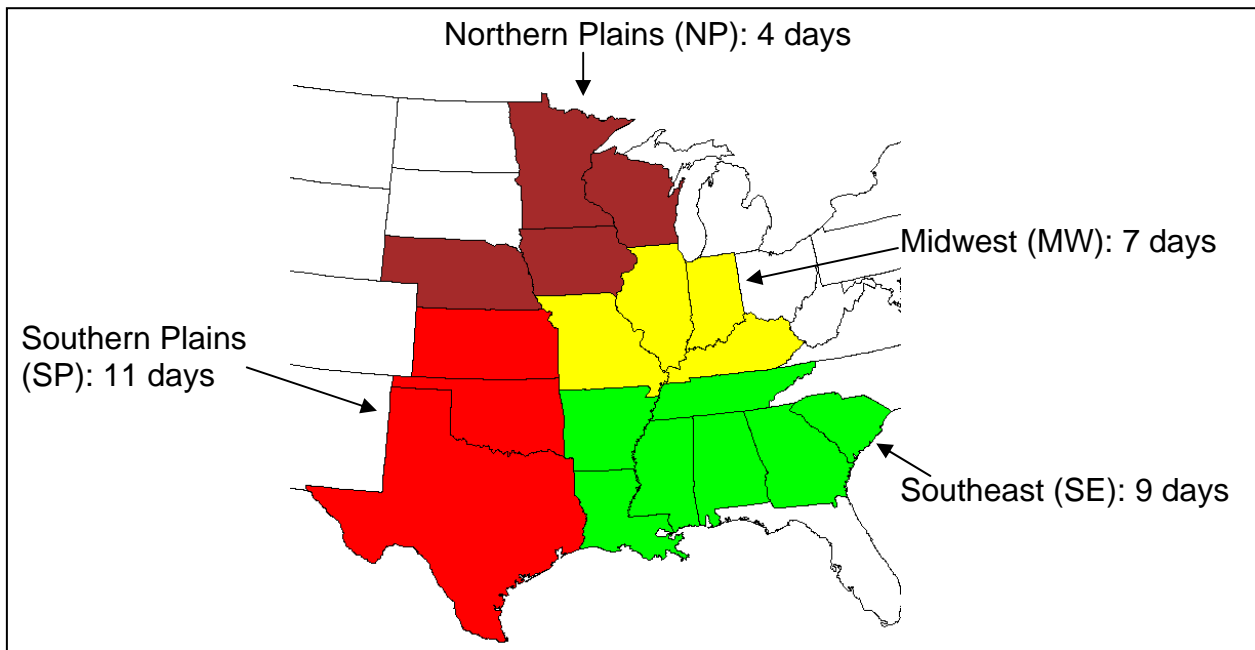 Northern Plains (NP): 4 days
Midwest (MW): 7 days
Southern Plains
(SP): 11 days
Southeast (SE): 9 days